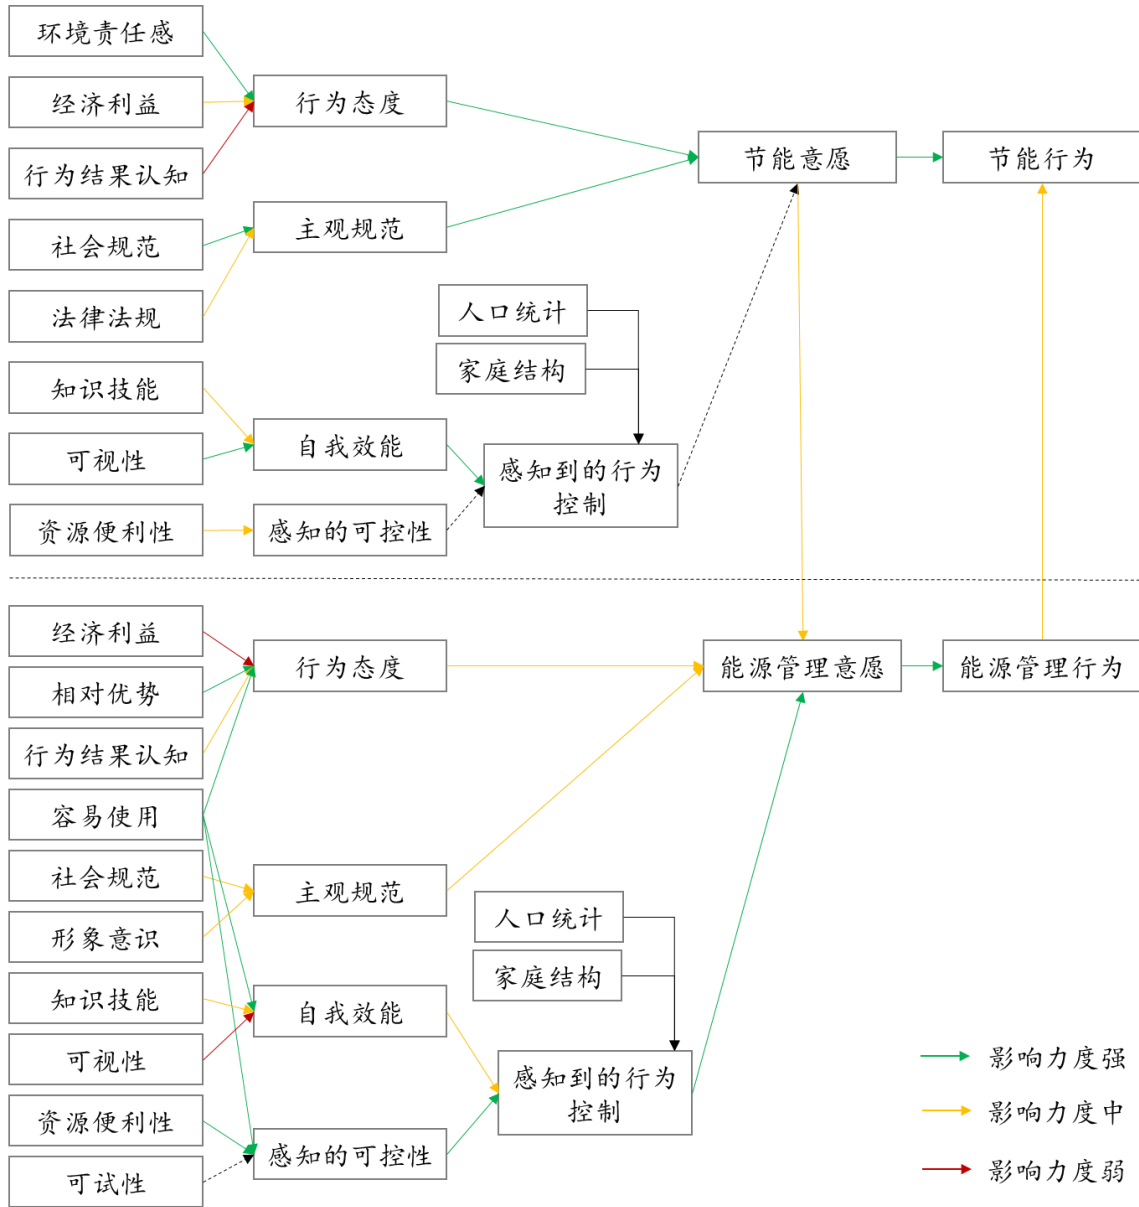 环境责任感
经济利益
行为态度
行为结果认知
节能意愿
节能行为
社会规范
主观规范
法律法规
人口统计
家庭结构
知识技能
可视性
自我效能
感知到的行为
控制
资源便利性
感知的可控性
经济利益
行为态度
能源管理意愿
能源管理行为
相对优势
行为结果认知
容易使用
社会规范
主观规范
形象意识
人口统计
家庭结构
知识技能
自我效能
可视性
感知到的行为
控制
资源便利性
感知的可控性
可试性
影响力度强
影响力度中
影响力度弱